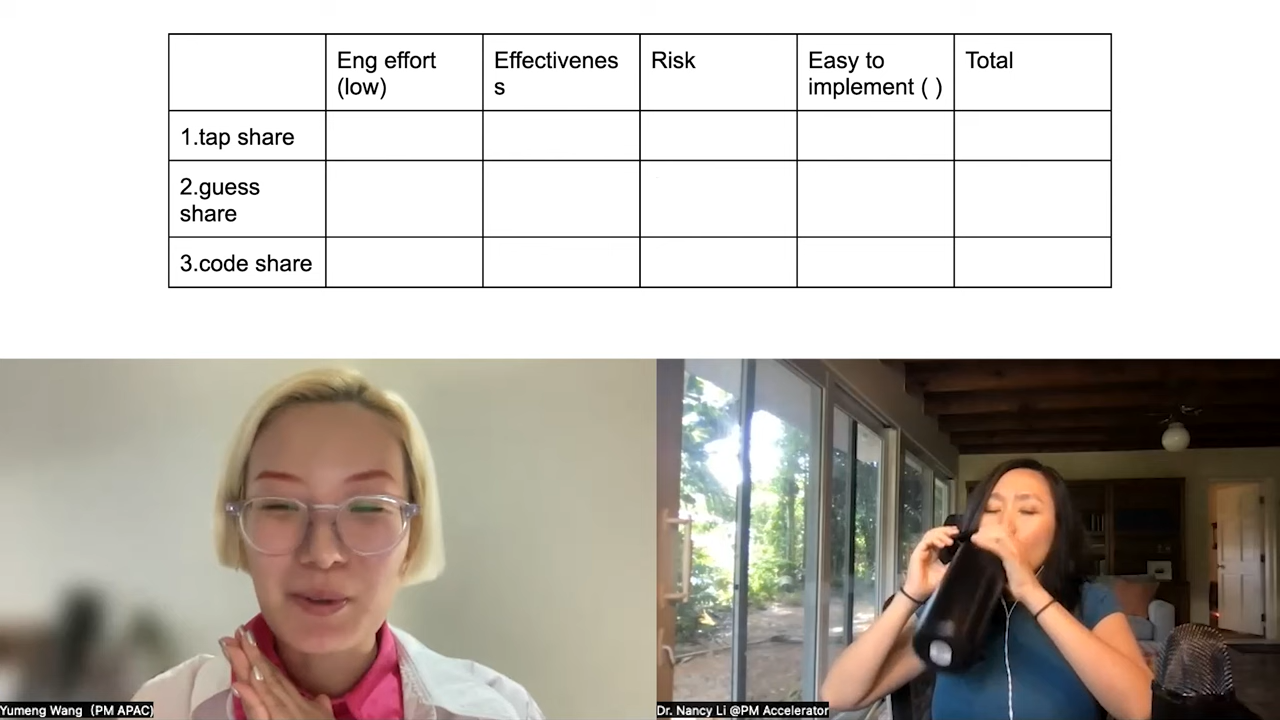 Eng effort
(low)
Effectivenes
s
Risk
Easy to
implement ( )
Total
1.tap share
2.guess
share
3.code share
Yumeng Wang（PM APAC)
Dr. Nancy Li @PM Accelerator